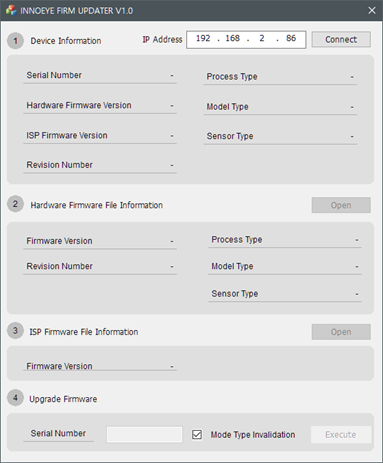 INNOEYE FIRM UPDATER V1.0
1 Device Information IP Address 192 . 168 . 2 . 86 Connect
Serial Number - Process Type -
Hardware Firmware Version - Model Type -
ISP Firmware Version - Sensor Type -
Revision Number -
2 Hardware Firmware File Information Open
Firmware Version - Process Type -
Revision Number - Model Type -
Sensor Type -
3 ISP Firmware File Information Open
Firmware Version -
4 Upgrade Firmware
Serial Number Mode Type Invalidation Execute